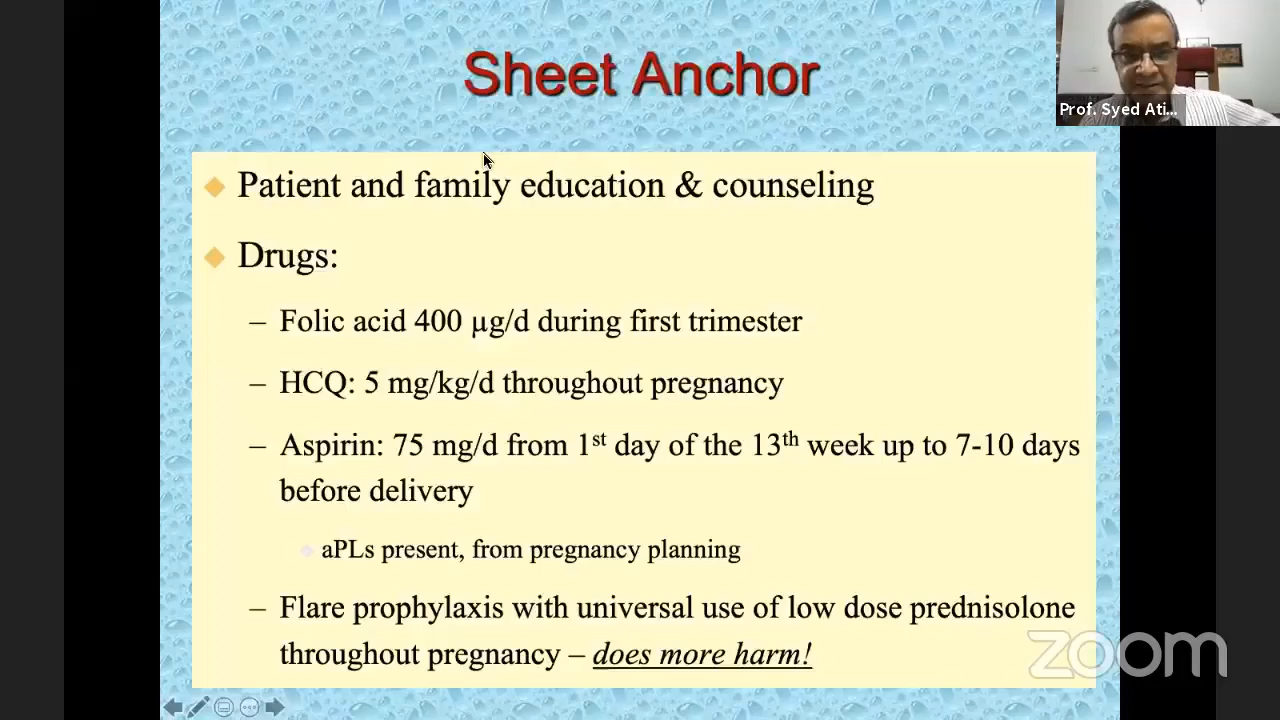 Sheet Anchor
Prof. Syed Ati...
Patient and family education & counseling
Drugs:
– Folic acid 400 µg/d during first trimester
– HCQ: 5 mg/kg/d throughout pregnancy
– Aspirin: 75 mg/d from 1st day of the 13th week up to 7-10 days
before delivery
aPLs present, from pregnancy planning
– Flare prophylaxis with universal use of low dose prednisolone
throughout pregnancy – does more harm!
zoom